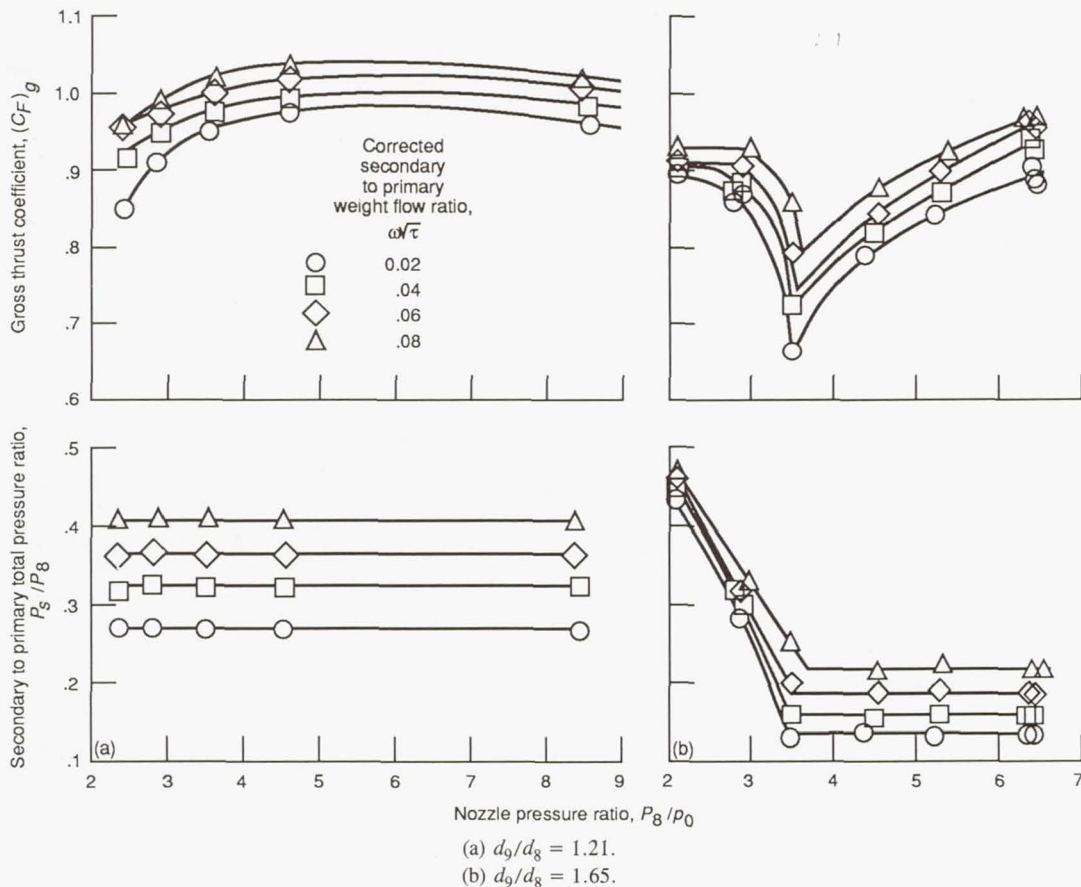 1.1
1.0
.9
.8
.7
.6
Gross thrust coefficient, (C_F)_g
Corrected
secondary
to primary
weight flow ratio,
ω√τ
0.02
.04
.06
.08
.5
.4
.3
.2
.1
Secondary to primary total pressure ratio,
P_s/P_8
(a)
(b)
2 3 4 5 6 7 8 9
2 3 4 5 6 7
Nozzle pressure ratio, P_8/p_0
(a) d_9/d_8 = 1.21.
(b) d_9/d_8 = 1.65.